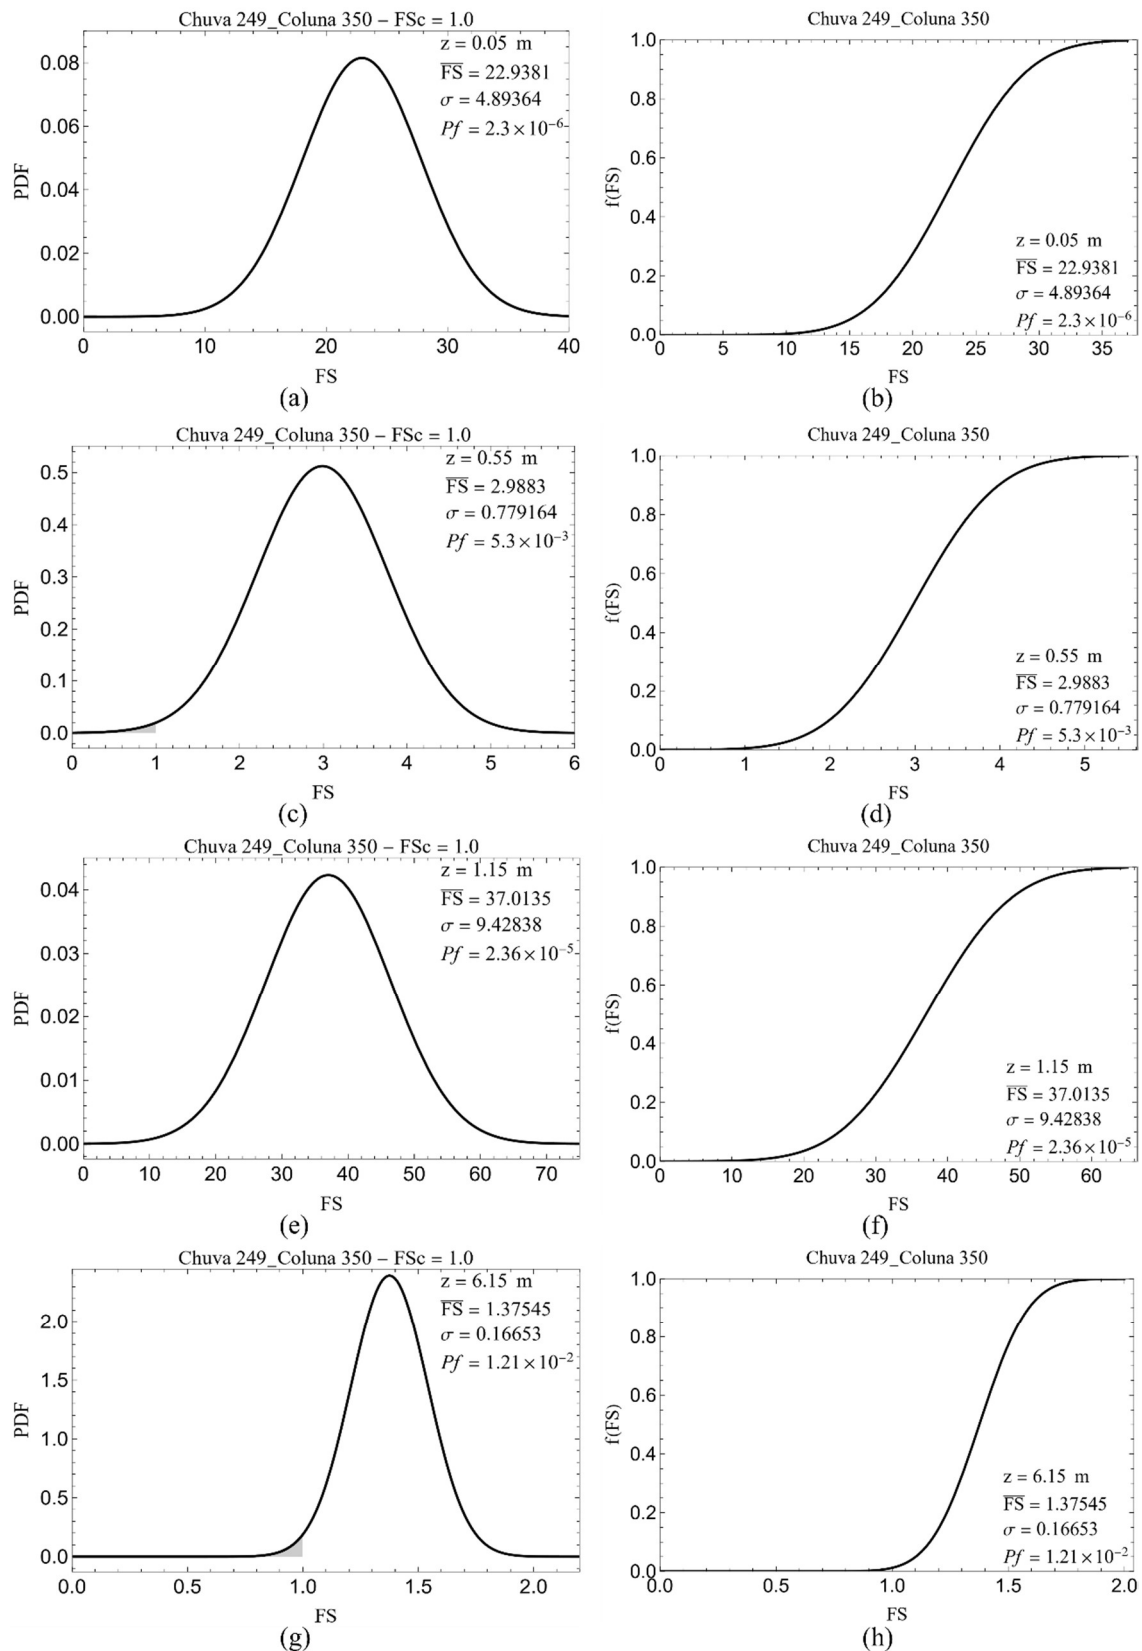 Chuva 249_Coluna 350 – FSc = 1.0
z = 0.05 m
FS = 22.9381
σ = 4.89364
Pf = 2.3×10⁻⁶
PDF
0.08
0.06
0.04
0.02
0.00
0 10 20 30 40
FS
(a)
Chuva 249_Coluna 350
f(FS)
1.0
0.8
0.6
0.4
0.2
0.0
z = 0.05 m
FS = 22.9381
σ = 4.89364
Pf = 2.3×10⁻⁶
0 5 10 15 20 25 30 35
FS
(b)
Chuva 249_Coluna 350 – FSc = 1.0
z = 0.55 m
FS = 2.9883
σ = 0.779164
Pf = 5.3×10⁻³
PDF
0.5
0.4
0.3
0.2
0.1
0.0
0 1 2 3 4 5 6
FS
(c)
Chuva 249_Coluna 350
f(FS)
1.0
0.8
0.6
0.4
0.2
0.0
z = 0.55 m
FS = 2.9883
σ = 0.779164
Pf = 5.3×10⁻³
0 1 2 3 4 5
FS
(d)
Chuva 249_Coluna 350 – FSc = 1.0
z = 1.15 m
FS = 37.0135
σ = 9.42838
Pf = 2.36×10⁻⁵
PDF
0.04
0.03
0.02
0.01
0.00
0 10 20 30 40 50 60 70
FS
(e)
Chuva 249_Coluna 350
f(FS)
1.0
0.8
0.6
0.4
0.2
0.0
z = 1.15 m
FS = 37.0135
σ = 9.42838
Pf = 2.36×10⁻⁵
0 10 20 30 40 50 60
FS
(f)
Chuva 249_Coluna 350 – FSc = 1.0
z = 6.15 m
FS = 1.37545
σ = 0.16653
Pf = 1.21×10⁻²
PDF
2.0
1.5
1.0
0.5
0.0
0.0 0.5 1.0 1.5 2.0
FS
(g)
Chuva 249_Coluna 350
f(FS)
1.0
0.8
0.6
0.4
0.2
0.0
z = 6.15 m
FS = 1.37545
σ = 0.16653
Pf = 1.21×10⁻²
0.0 0.5 1.0 1.5 2.0
FS
(h)